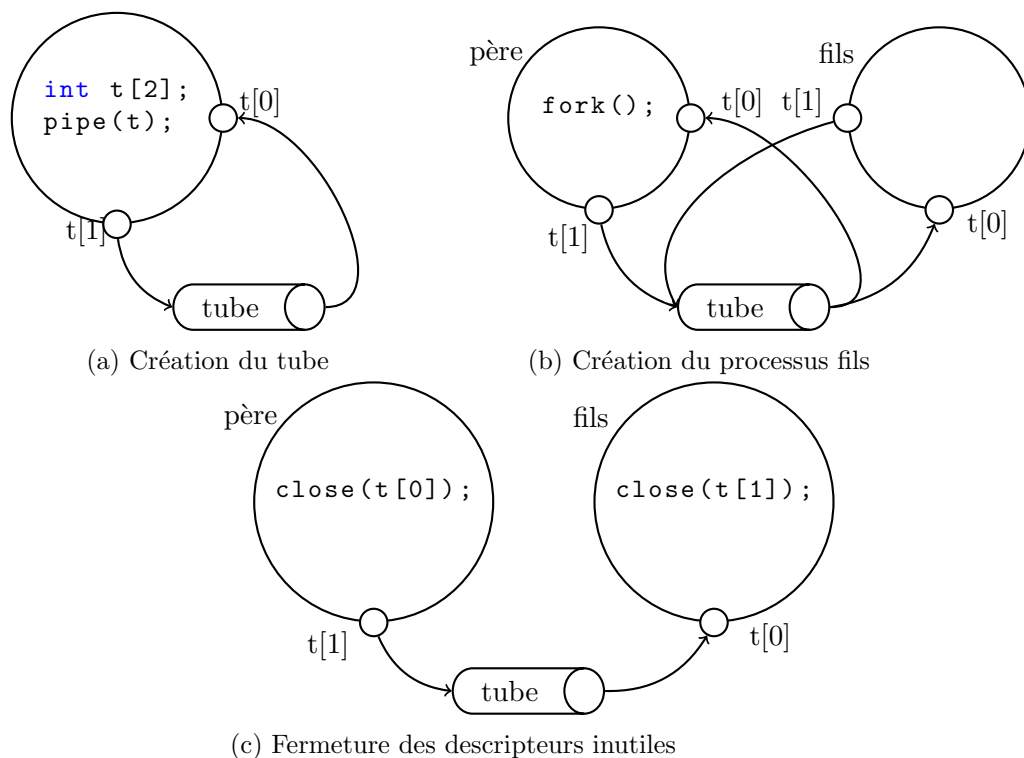 int t[2];
pipe(t);
t[0]
t[1]
tube
(a) Création du tube
père
fork();
t[0]
t[1]
fils
t[1]
t[0]
tube
(b) Création du processus fils
père
close(t[0]);
t[1]
fils
close(t[1]);
t[0]
tube
(c) Fermeture des descripteurs inutiles